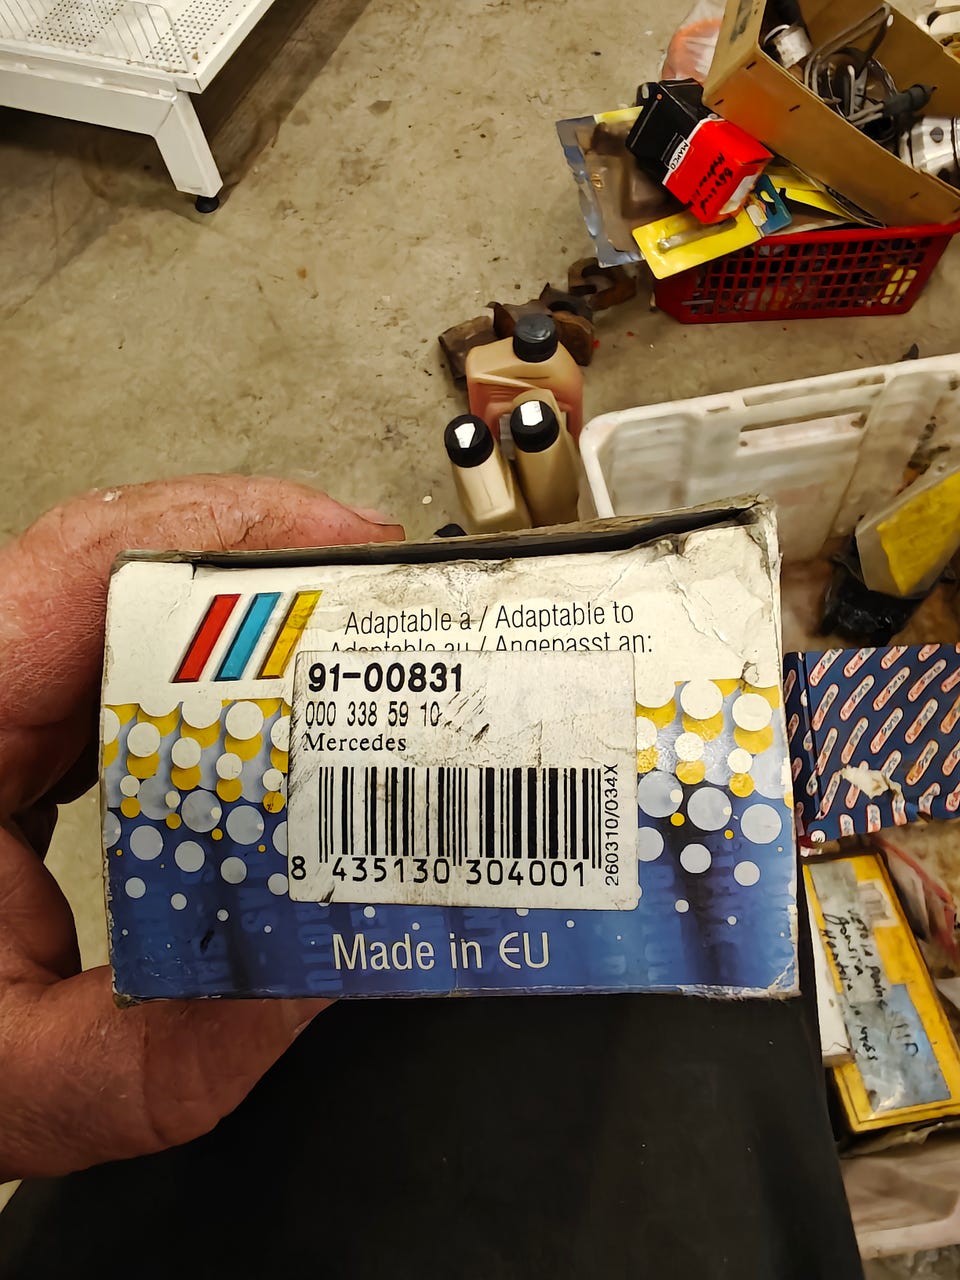 Adaptable a / Adaptable to
Adaptable au / Angepasst an:
91-00831
000 338 59 10
Mercedes
8 435130 304001
260310/034X
Made in EU
MAPCO